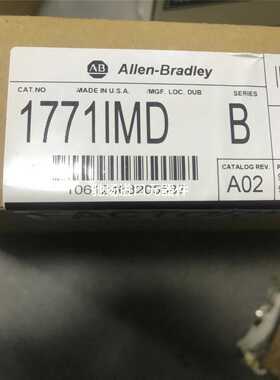 AB Allen-Bradley
CAT. NO MADE IN U.S.A. /MGF. LOC. DUB SERIES
1771IMD B
CATALOG REV.
A02